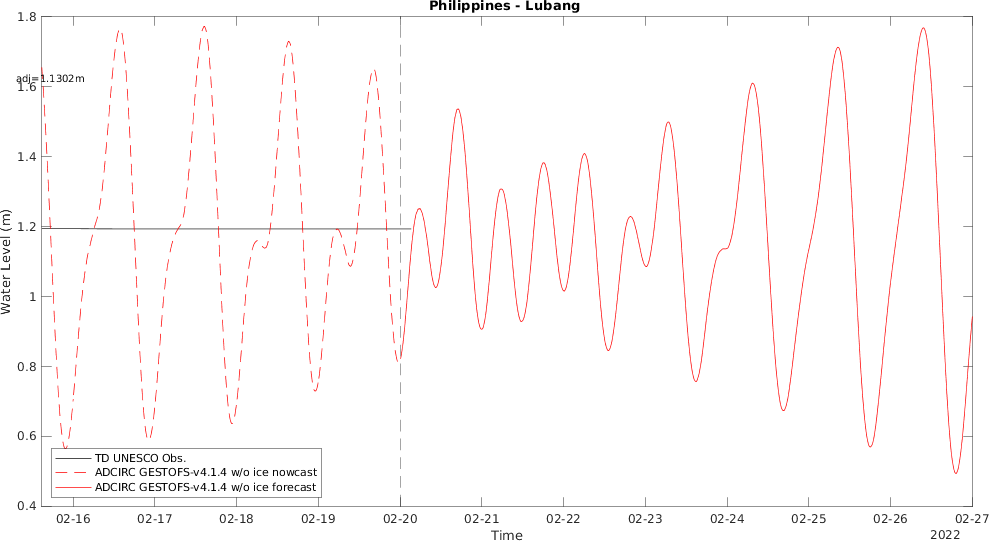 Philippines - Lubang
adj=1.1302m
Water Level (m)
1.8
1.6
1.4
1.2
1
0.8
0.6
0.4
TD UNESCO Obs.
ADCIRC GESTOFS-v4.1.4 w/o ice nowcast
ADCIRC GESTOFS-v4.1.4 w/o ice forecast
02-16 02-17 02-18 02-19 02-20 02-21 02-22 02-23 02-24 02-25 02-26 02-27
Time
2022